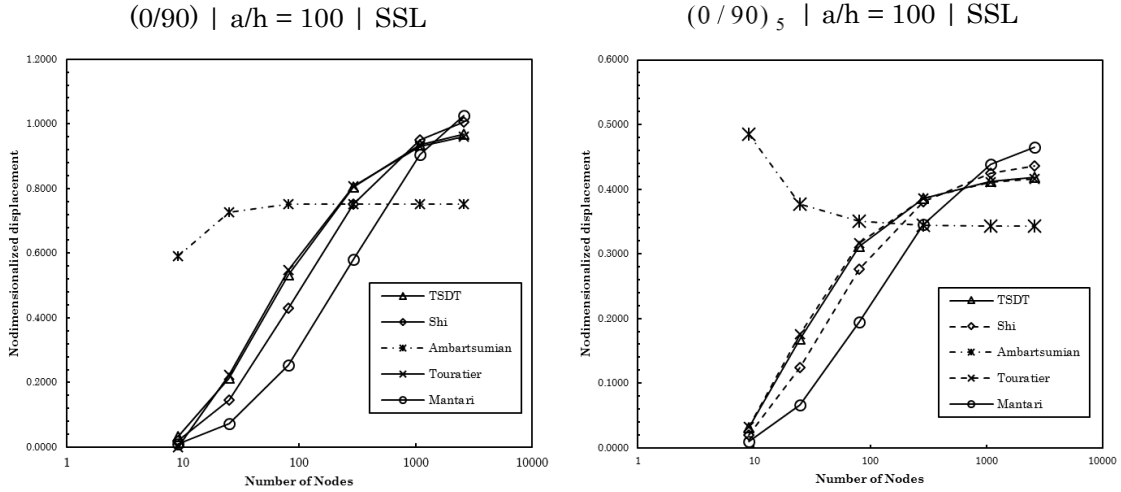 (0/90) | a/h = 100 | SSL
1.2000
1.0000
0.8000
0.6000
0.4000
0.2000
0.0000
Nodimensionalized displacement
TSDT
Shi
Ambartsumian
Touratier
Mantari
1 10 100 1000 10000
Number of Nodes
(0 / 90) 5 | a/h = 100 | SSL
0.6000
0.5000
0.4000
0.3000
0.2000
0.1000
0.0000
Nodimensionalized displacement
TSDT
Shi
Ambartsumian
Touratier
Mantari
1 10 100 1000 10000
Number of Nodes